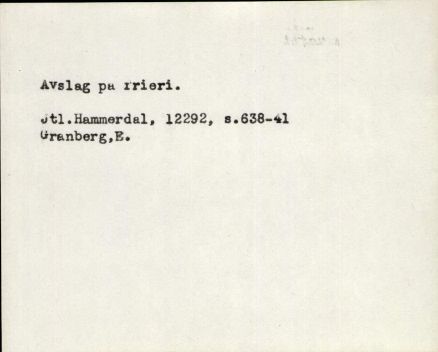 Avslag pa frieri.
Jtl.Hammerdal, 12292, s.638-41
Granberg,E.